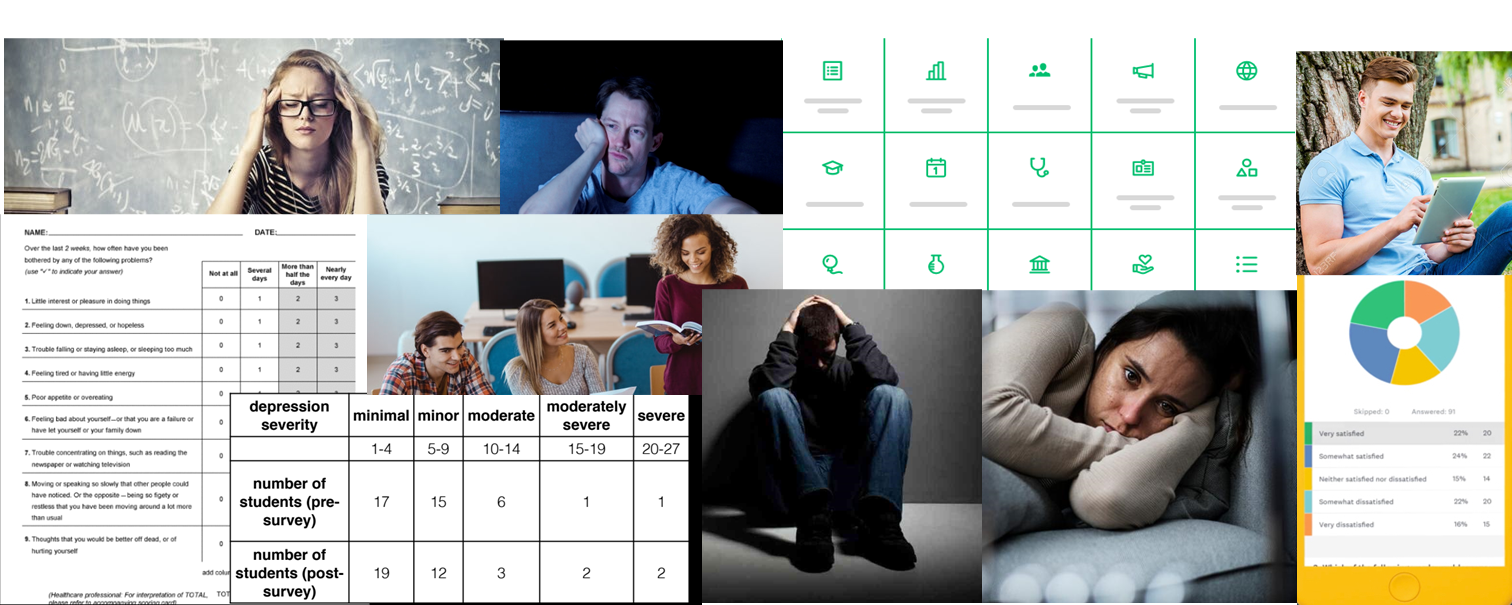 NAME: DATE:
Over the last 2 weeks, how often have you been
bothered by any of the following problems?
(use "✓" to indicate your answer)
Not at all
Several
days
More than
half the
days
Nearly
every day
1. Little interest or pleasure in doing things 0 1 2 3
2. Feeling down, depressed, or hopeless 0 1 2 3
3. Trouble falling or staying asleep, or sleeping too much 0 1 2 3
4. Feeling tired or having little energy 0 1 2 3
5. Poor appetite or overeating 0
6. Feeling bad about yourself—or that you are a failure or
have let yourself or your family down 0
7. Trouble concentrating on things, such as reading the
newspaper or watching television 0
8. Moving or speaking so slowly that other people could
have noticed. Or the opposite—being so figety or
restless that you have been moving around a lot more
than usual 0
9. Thoughts that you would be better off dead, or of
hurting yourself 0
add colu
(Healthcare professional: For interpretation of TOTAL, TOT
please refer to accompanying scoring card)
depression
severity
minimal minor moderate
moderately
severe
severe
1-4 5-9 10-14 15-19 20-27
number of
students (pre-
survey)
17 15 6 1 1
number of
students (post-
survey)
19 12 3 2 2
1
Skipped: 0 Answered: 91
Very satisfied 22% 20
Somewhat satisfied 24% 22
Neither satisfied nor dissatisfied 15% 14
Somewhat dissatisfied 22% 20
Very dissatisfied 16% 15